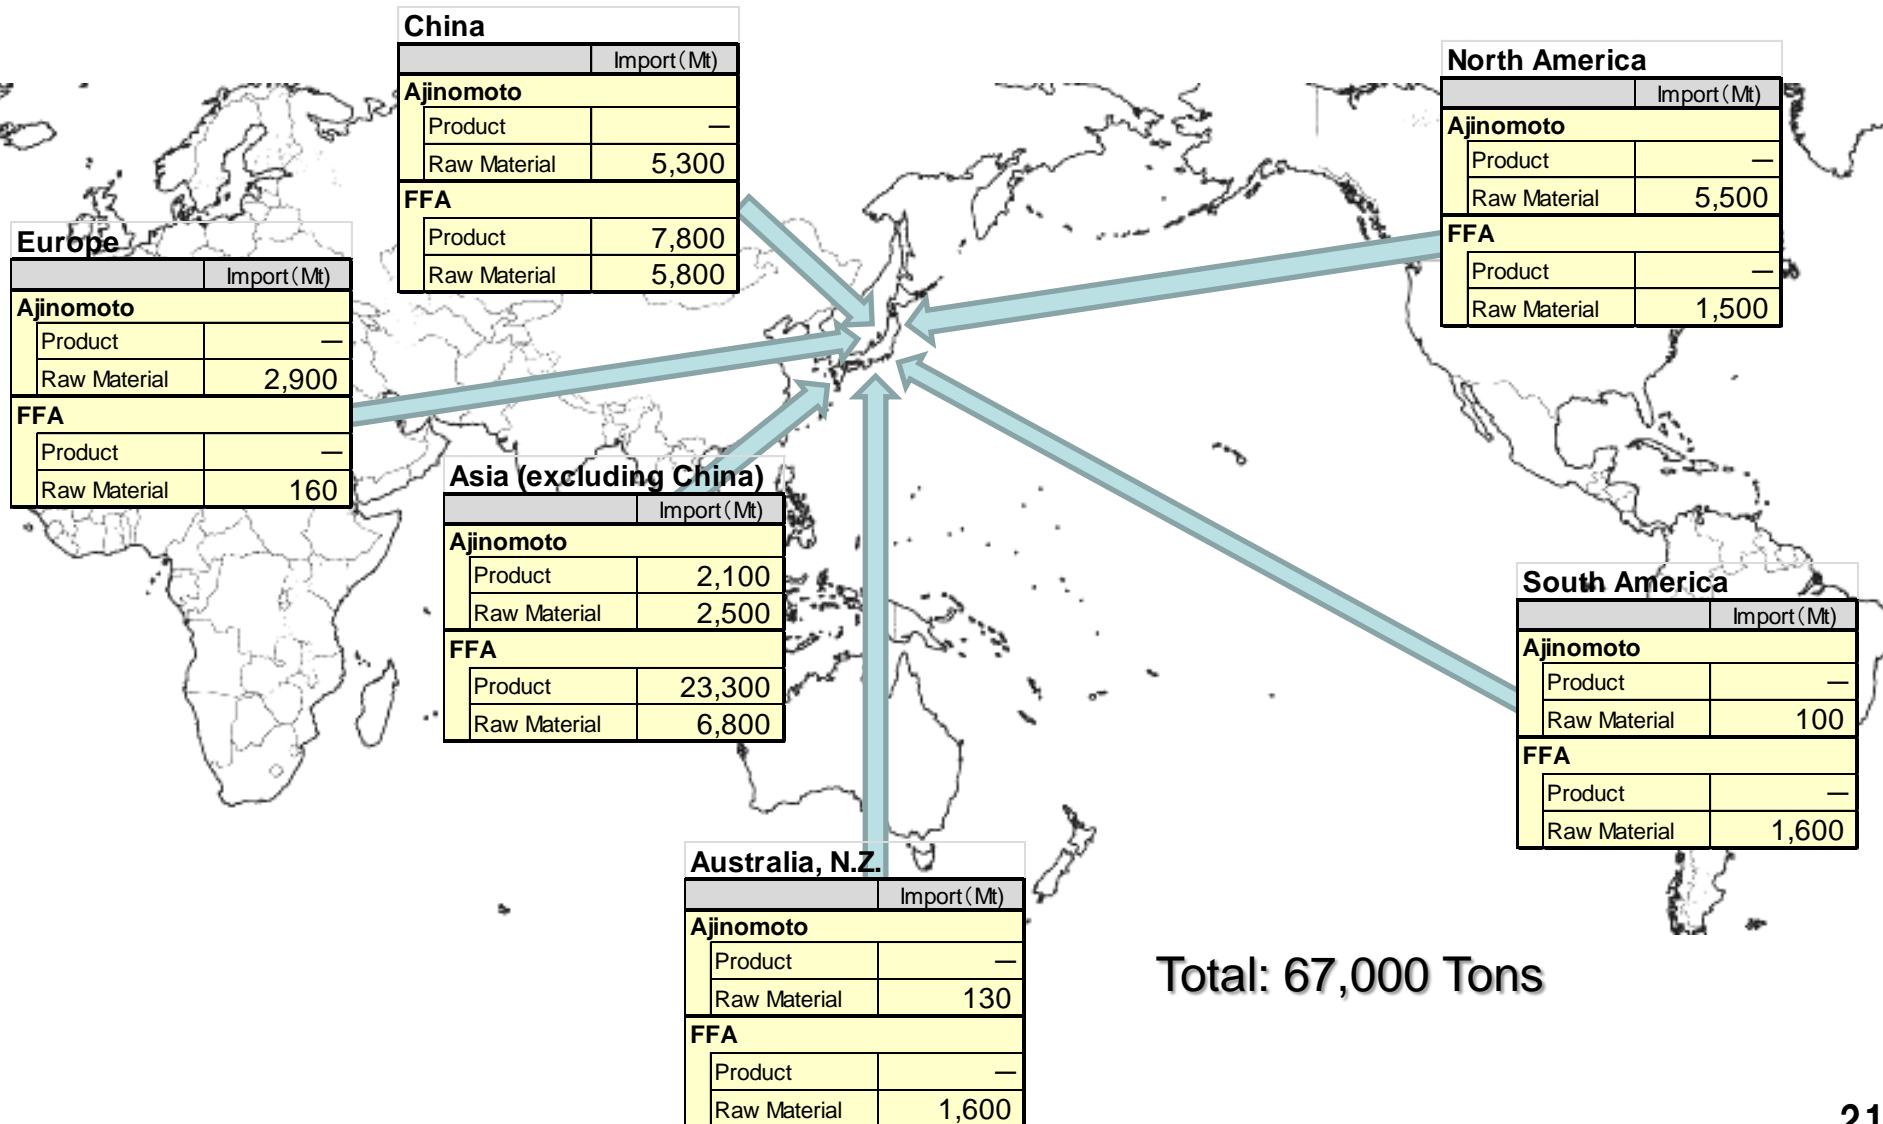 China
Import（Mt）
Ajinomoto
Product —
Raw Material 5,300
FFA
Product 7,800
Raw Material 5,800
North America
Import（Mt）
Ajinomoto
Product —
Raw Material 5,500
FFA
Product —
Raw Material 1,500
Europe
Import（Mt）
Ajinomoto
Product —
Raw Material 2,900
FFA
Product —
Raw Material 160
Asia (excluding China)
Import（Mt）
Ajinomoto
Product 2,100
Raw Material 2,500
FFA
Product 23,300
Raw Material 6,800
South America
Import（Mt）
Ajinomoto
Product —
Raw Material 100
FFA
Product —
Raw Material 1,600
Australia, N.Z.
Import（Mt）
Ajinomoto
Product —
Raw Material 130
FFA
Product —
Raw Material 1,600
Total: 67,000 Tons
21